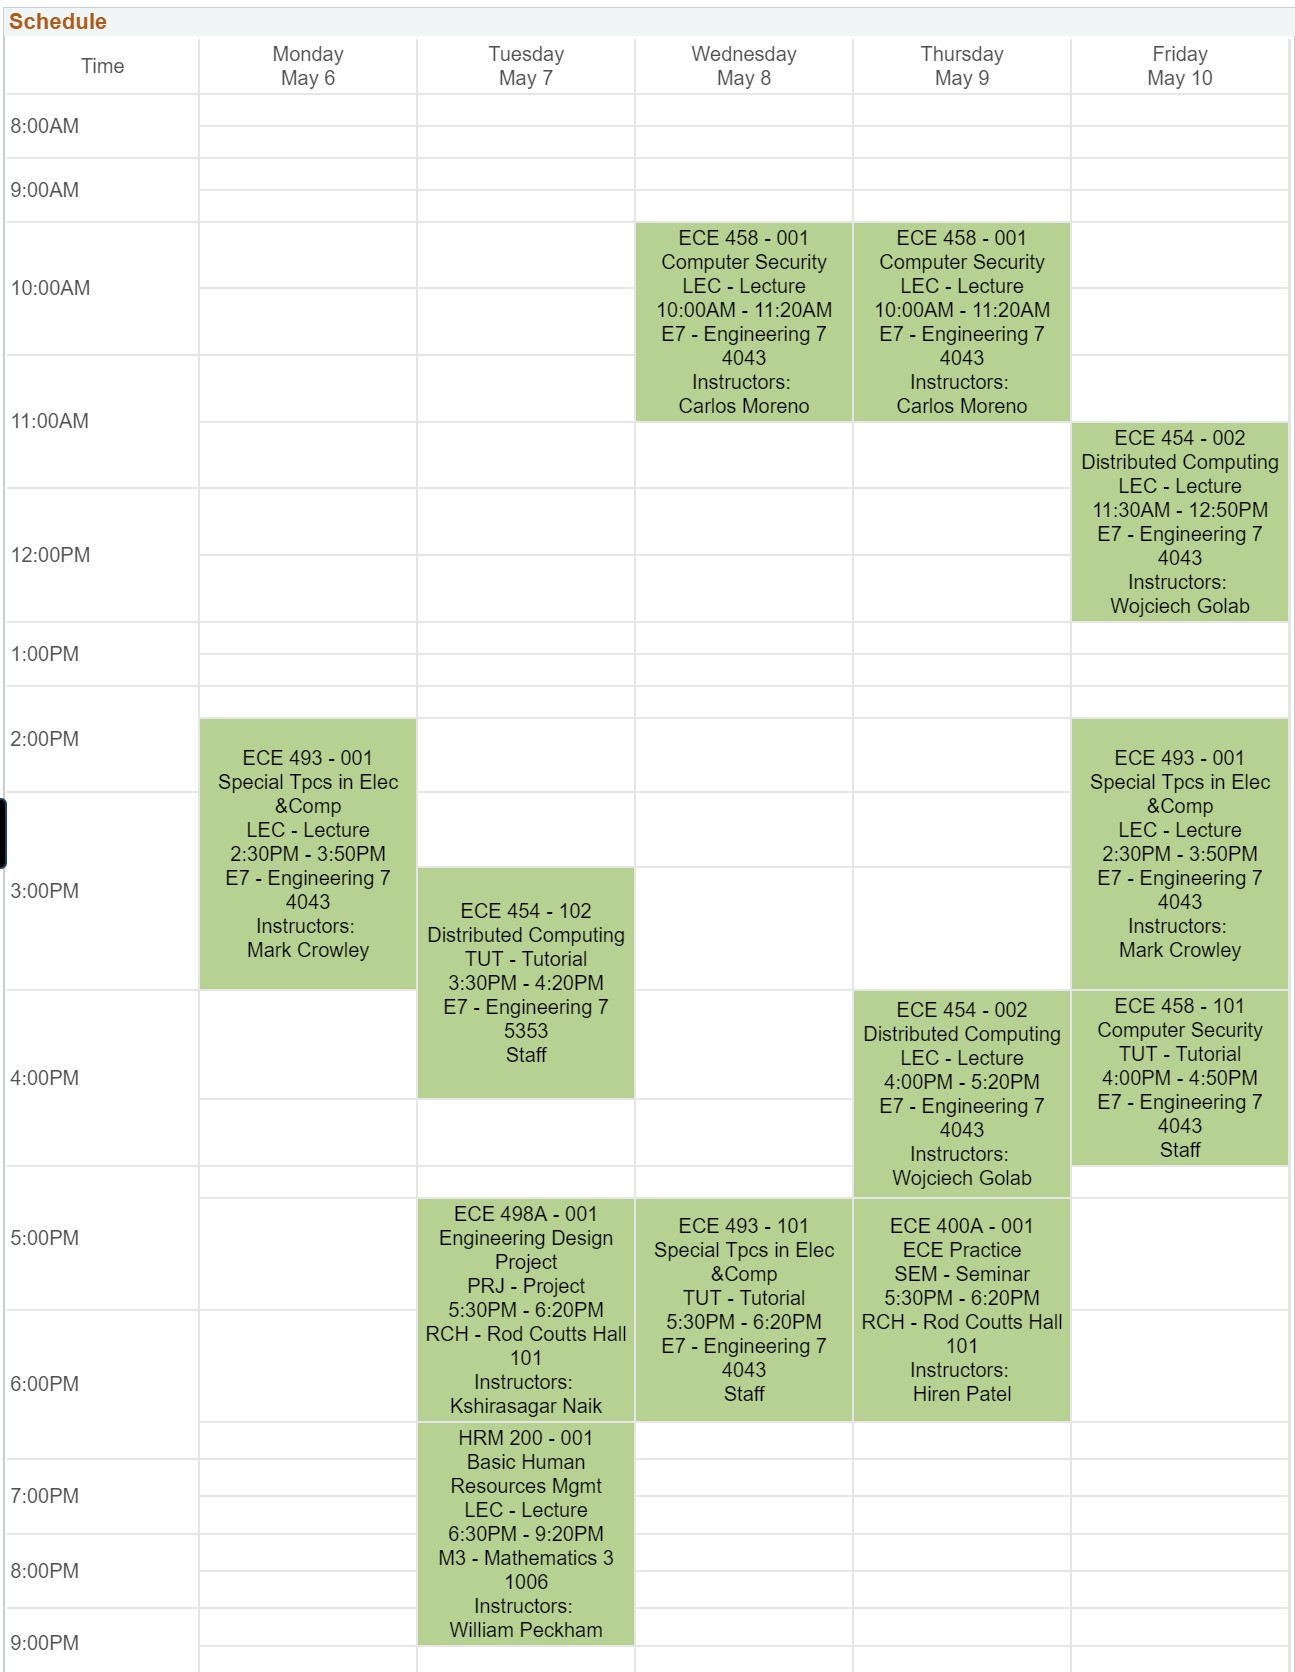 Schedule
Time
Monday
May 6
Tuesday
May 7
Wednesday
May 8
Thursday
May 9
Friday
May 10
8:00AM
9:00AM
10:00AM
11:00AM
12:00PM
1:00PM
2:00PM
3:00PM
4:00PM
5:00PM
6:00PM
7:00PM
8:00PM
9:00PM
ECE 493 - 001
Special Tpcs in Elec
&Comp
LEC - Lecture
2:30PM - 3:50PM
E7 - Engineering 7
4043
Instructors:
Mark Crowley
ECE 454 - 102
Distributed Computing
TUT - Tutorial
3:30PM - 4:20PM
E7 - Engineering 7
5353
Staff
ECE 498A - 001
Engineering Design
Project
PRJ - Project
5:30PM - 6:20PM
RCH - Rod Coutts Hall
101
Instructors:
Kshirasagar Naik
HRM 200 - 001
Basic Human
Resources Mgmt
LEC - Lecture
6:30PM - 9:20PM
M3 - Mathematics 3
1006
Instructors:
William Peckham
ECE 458 - 001
Computer Security
LEC - Lecture
10:00AM - 11:20AM
E7 - Engineering 7
4043
Instructors:
Carlos Moreno
ECE 493 - 101
Special Tpcs in Elec
&Comp
TUT - Tutorial
5:30PM - 6:20PM
E7 - Engineering 7
4043
Staff
ECE 458 - 001
Computer Security
LEC - Lecture
10:00AM - 11:20AM
E7 - Engineering 7
4043
Instructors:
Carlos Moreno
ECE 454 - 002
Distributed Computing
LEC - Lecture
4:00PM - 5:20PM
E7 - Engineering 7
4043
Instructors:
Wojciech Golab
ECE 400A - 001
ECE Practice
SEM - Seminar
5:30PM - 6:20PM
RCH - Rod Coutts Hall
101
Instructors:
Hiren Patel
ECE 454 - 002
Distributed Computing
LEC - Lecture
11:30AM - 12:50PM
E7 - Engineering 7
4043
Instructors:
Wojciech Golab
ECE 493 - 001
Special Tpcs in Elec
&Comp
LEC - Lecture
2:30PM - 3:50PM
E7 - Engineering 7
4043
Instructors:
Mark Crowley
ECE 458 - 101
Computer Security
TUT - Tutorial
4:00PM - 4:50PM
E7 - Engineering 7
4043
Staff